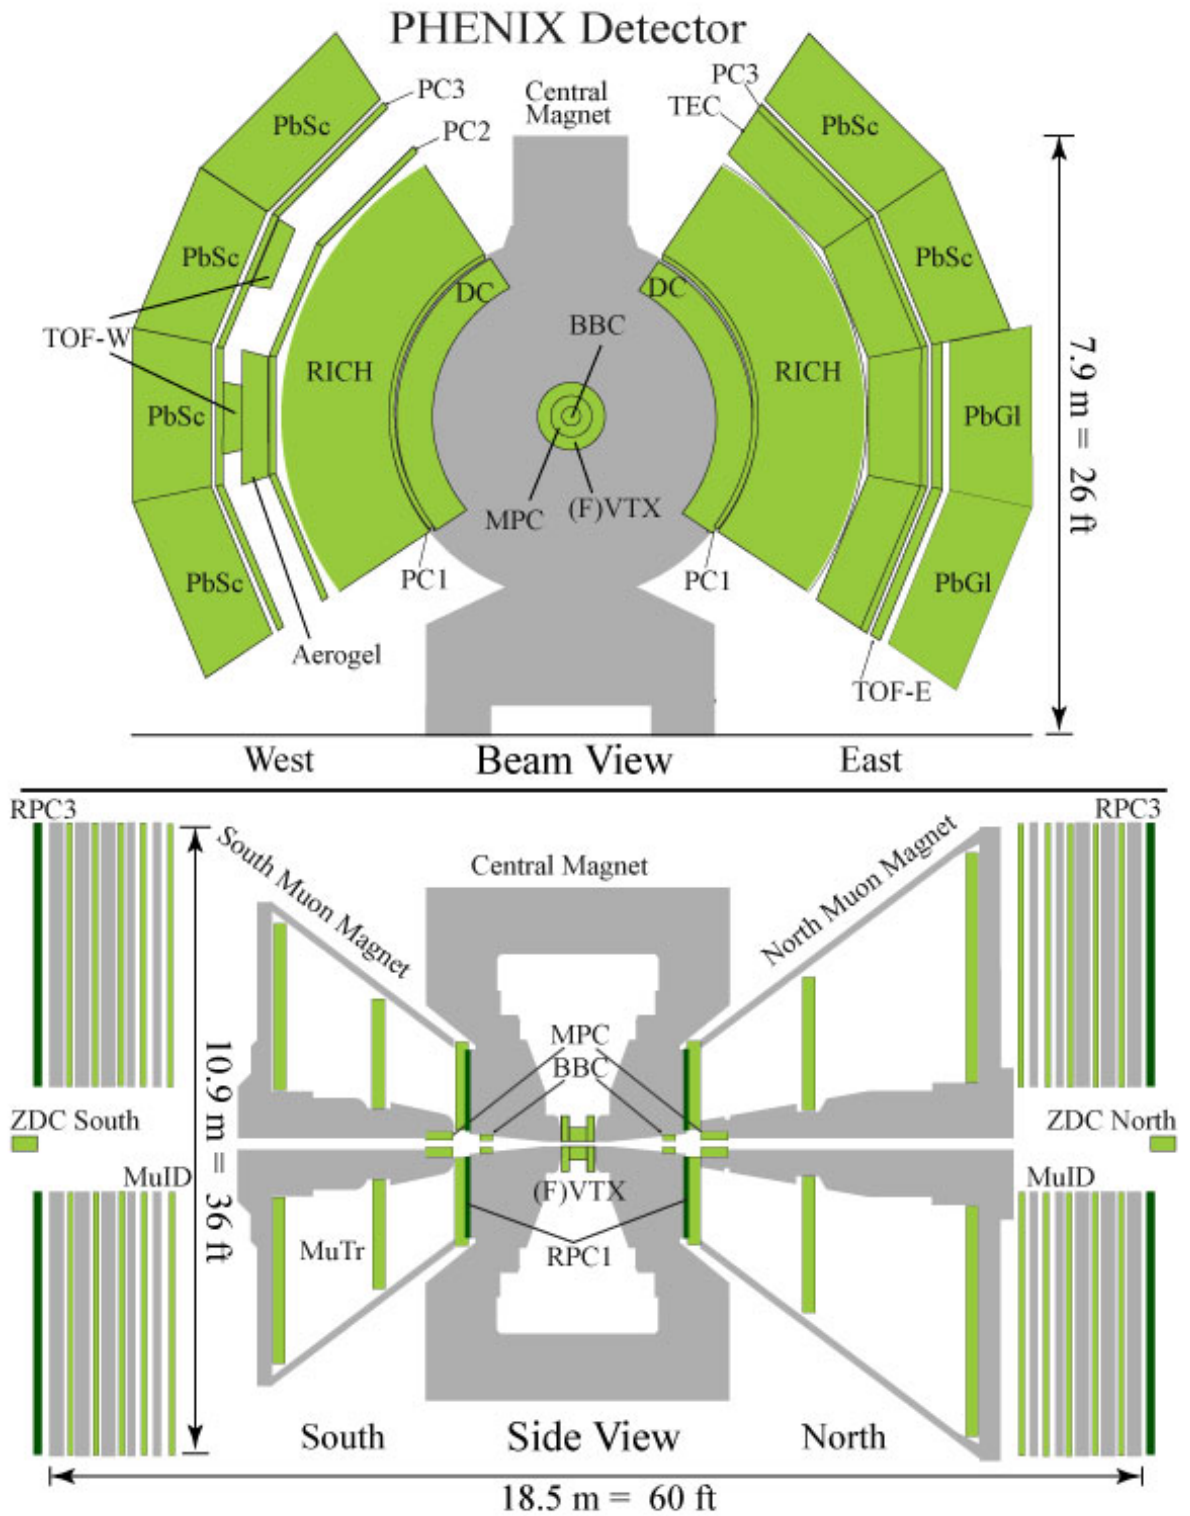 PHENIX Detector
PC3
PC2
Central
Magnet
PC3
TEC
PbSc
PbSc
PbSc
PbSc
TOF-W
DC
DC
BBC
RICH
RICH
PbSc
PbGl
MPC
(F)VTX
7.9 m = 26 ft
PC1
PC1
PbSc
PbGl
Aerogel
TOF-E
West
Beam View
East
RPC3
RPC3
South Muon Magnet
Central Magnet
North Muon Magnet
MPC
BBC
10.9 m = 36 ft
ZDC South
ZDC North
MuID
(F)VTX
MuID
MuTr
RPC1
South
Side View
North
18.5 m = 60 ft